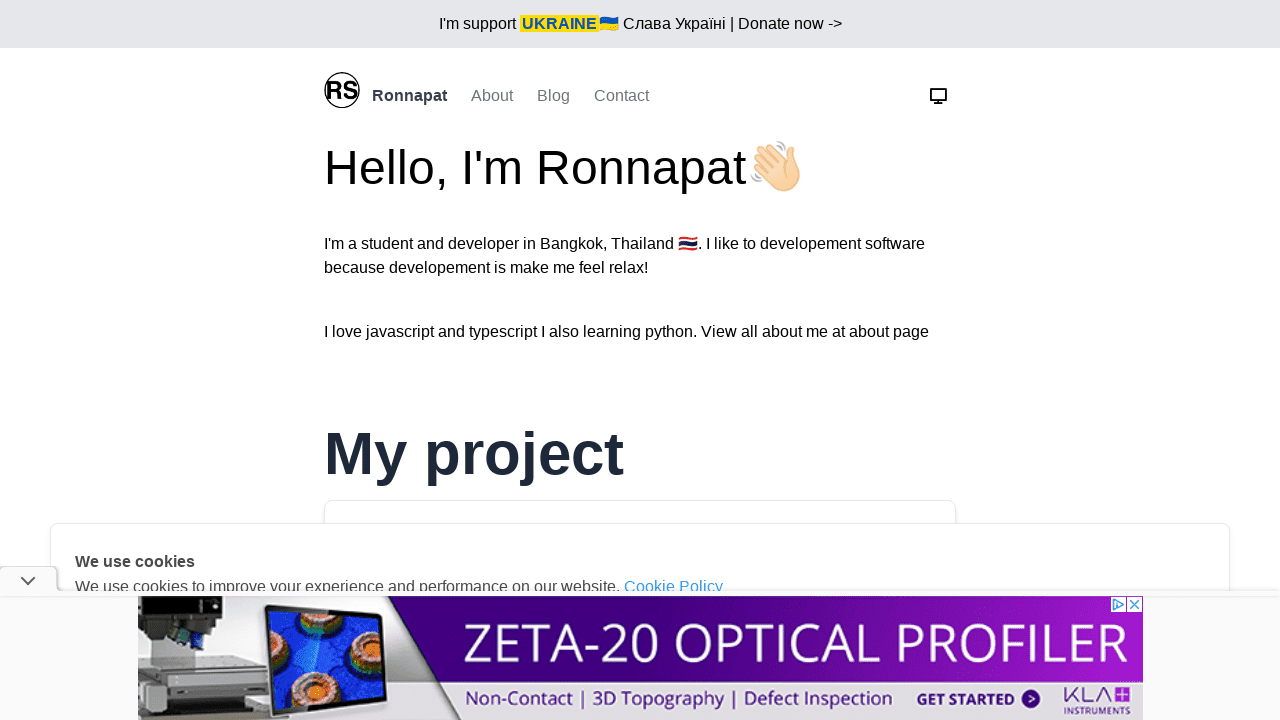 I'm support UKRAINE🇺🇦 Слава Україні | Donate now ->
RS Ronnapat About Blog Contact
Hello, I'm Ronnapat👋🏻
I'm a student and developer in Bangkok, Thailand 🇹🇭. I like to developement software
because developement is make me feel relax!
I love javascript and typescript I also learning python. View all about me at about page
My project
We use cookies
We use cookies to improve your experience and performance on our website. Cookie Policy
ZETA-20 OPTICAL PROFILER
Non-Contact | 3D Topography | Defect Inspection GET STARTED KLA INSTRUMENTS